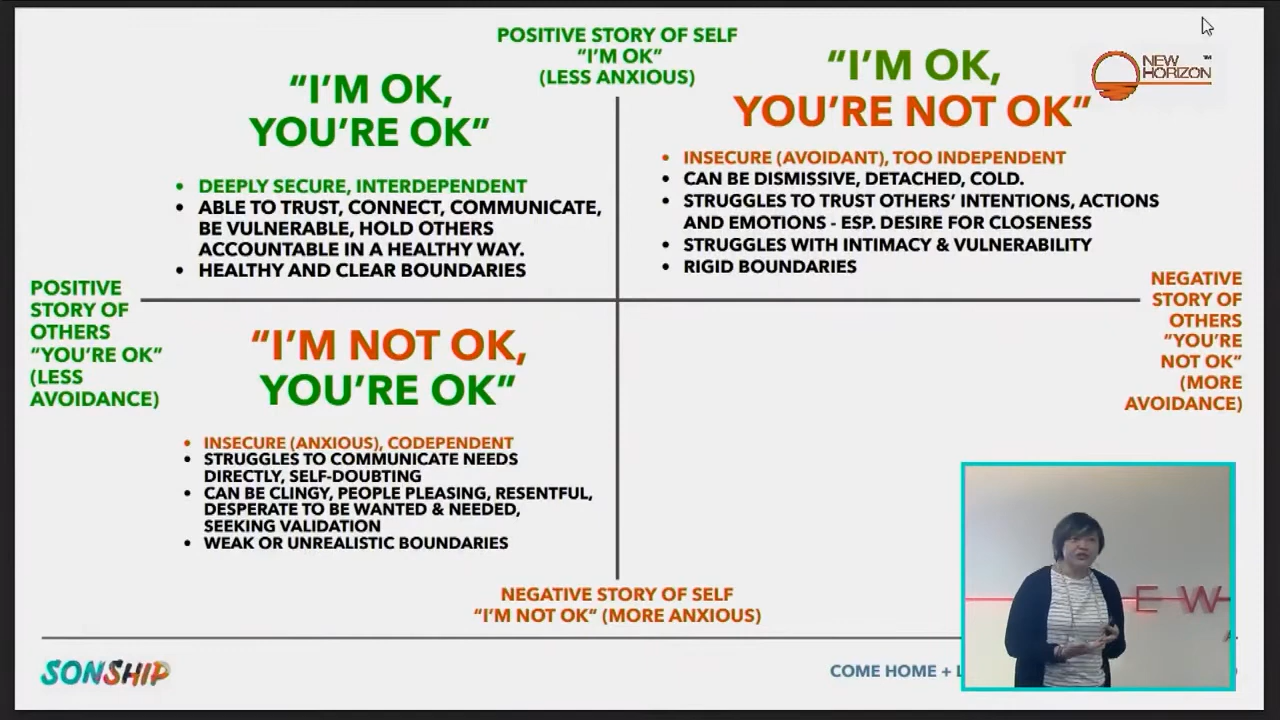 POSITIVE STORY OF SELF
"I'M OK"
(LESS ANXIOUS)
"I'M OK,
YOU'RE OK"
• DEEPLY SECURE, INTERDEPENDENT
• ABLE TO TRUST, CONNECT, COMMUNICATE,
BE VULNERABLE, HOLD OTHERS
ACCOUNTABLE IN A HEALTHY WAY.
• HEALTHY AND CLEAR BOUNDARIES
"I'M OK,
YOU'RE NOT OK"
NEW
HORIZON
TM
• INSECURE (AVOIDANT), TOO INDEPENDENT
• CAN BE DISMISSIVE, DETACHED, COLD.
• STRUGGLES TO TRUST OTHERS' INTENTIONS, ACTIONS
AND EMOTIONS - ESP. DESIRE FOR CLOSENESS
• STRUGGLES WITH INTIMACY & VULNERABILITY
• RIGID BOUNDARIES
POSITIVE
STORY OF
OTHERS
"YOU'RE OK"
(LESS
AVOIDANCE)
NEGATIVE
STORY OF
OTHERS
"YOU'RE
NOT OK"
(MORE
AVOIDANCE)
"I'M NOT OK,
YOU'RE OK"
• INSECURE (ANXIOUS), CODEPENDENT
• STRUGGLES TO COMMUNICATE NEEDS
DIRECTLY, SELF-DOUBTING
• CAN BE CLINGY, PEOPLE PLEASING, RESENTFUL,
DESPERATE TO BE WANTED & NEEDED,
SEEKING VALIDATION
• WEAK OR UNREALISTIC BOUNDARIES
NEGATIVE STORY OF SELF
"I'M NOT OK" (MORE ANXIOUS)
E W
SONSHIP
COME HOME +